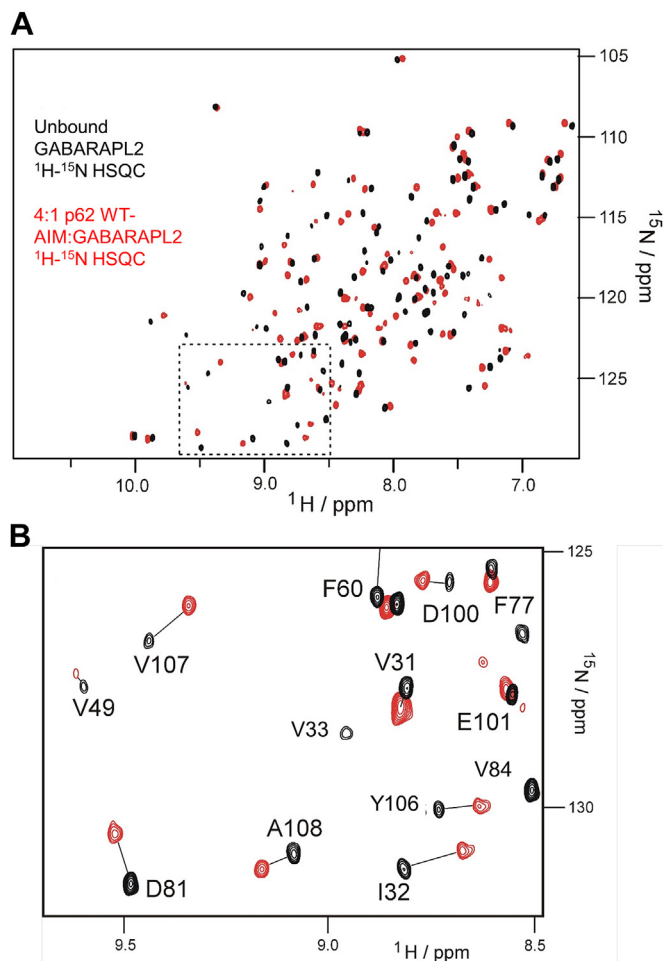 A
Unbound
GABARAPL2
¹H-¹⁵N HSQC
4:1 p62 WT-
AIM:GABARAPL2
¹H-¹⁵N HSQC
105
110
115
120
125
¹⁵N / ppm
10.0
9.0
8.0
7.0
¹H / ppm
B
125
F60
D100
F77
V107
V31
V49
V33
E101
V84
Y106
130
A108
D81
I32
¹⁵N / ppm
9.5
9.0
8.5
¹H / ppm